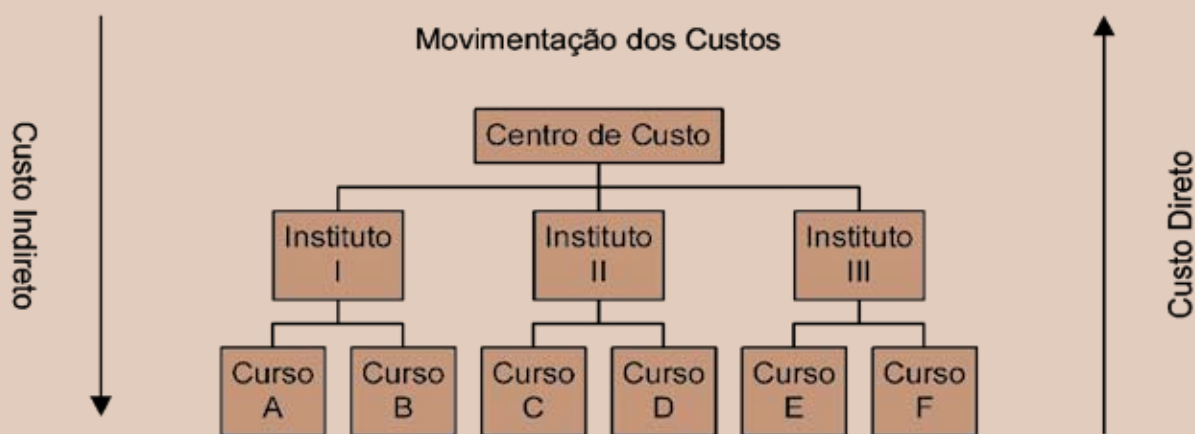 Movimentação dos Custos
Custo Indireto
Custo Direto
Centro de Custo
Instituto
I
Instituto
II
Instituto
III
Curso
A
Curso
B
Curso
C
Curso
D
Curso
E
Curso
F